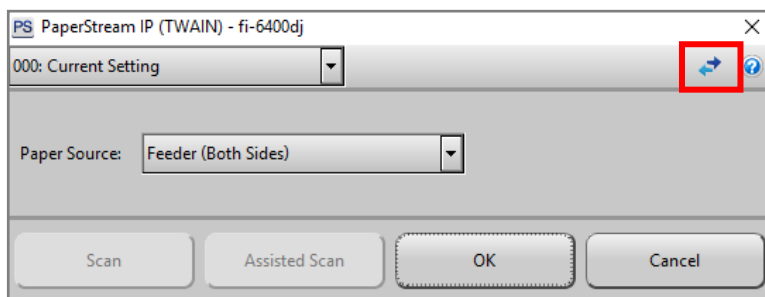 PS PaperStream IP (TWAIN) - fi-6400dj
000: Current Setting
?
Paper Source: Feeder (Both Sides)
Scan Assisted Scan OK Cancel